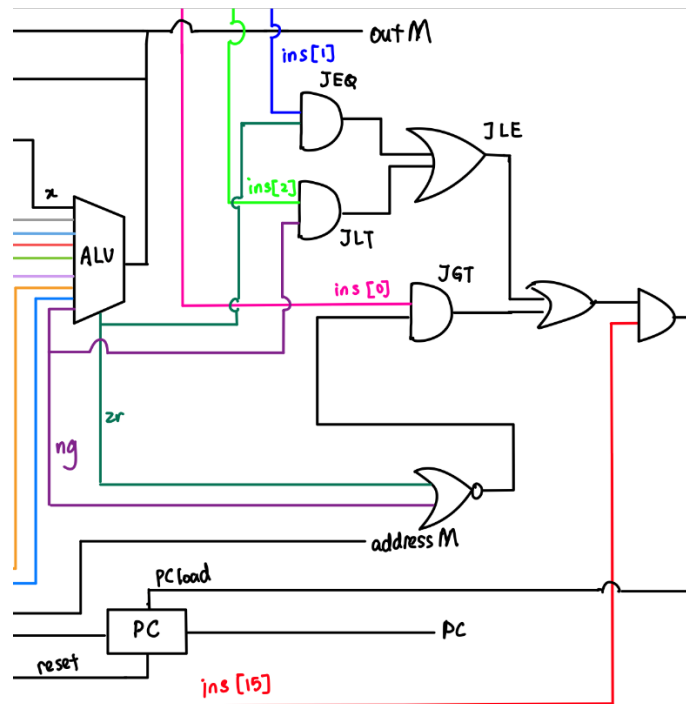 outM
ins[1]
JEQ
JLE
x
ins[2]
ALU
JLT
JGT
ins [0]
zr
ng
addressM
PCload
PC
PC
reset
ins [15]